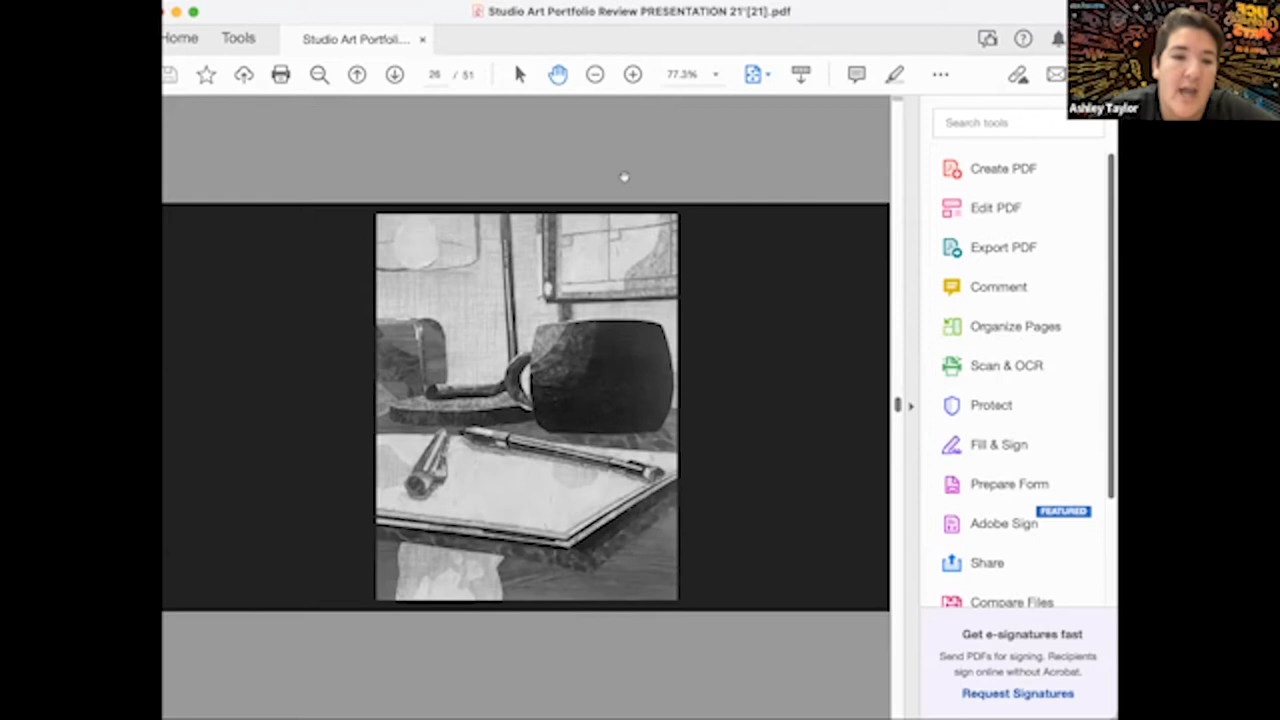 Studio Art Portfolio Review PRESENTATION 21'[21].pdf
Home
Tools
Studio Art Portfoli... ×
26 / 51
77.3%
Ashley Taylor
Search tools
Create PDF
Edit PDF
Export PDF
Comment
Organize Pages
Scan & OCR
Protect
Fill & Sign
Prepare Form
FEATURED
Adobe Sign
Share
Compare Files
Get e-signatures fast
Send PDFs for signing. Recipients
sign online without Acrobat.
Request Signatures